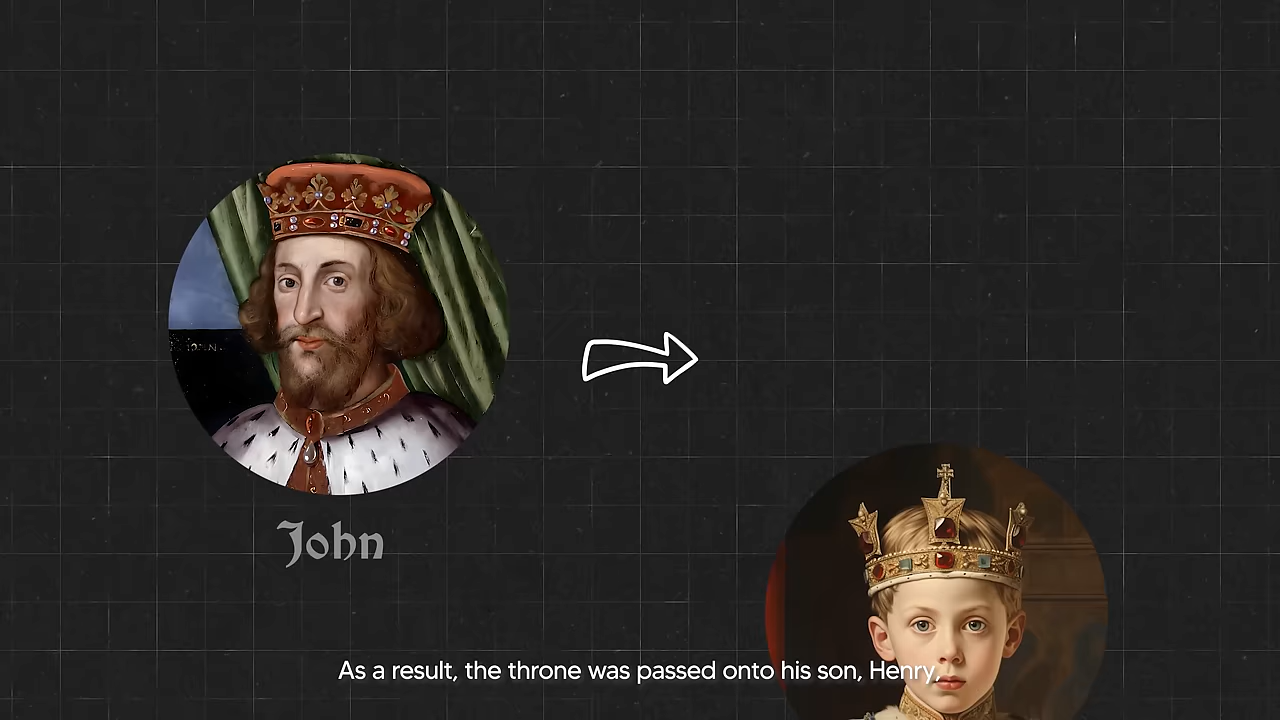 John
As a result, the throne was passed onto his son, Henry,